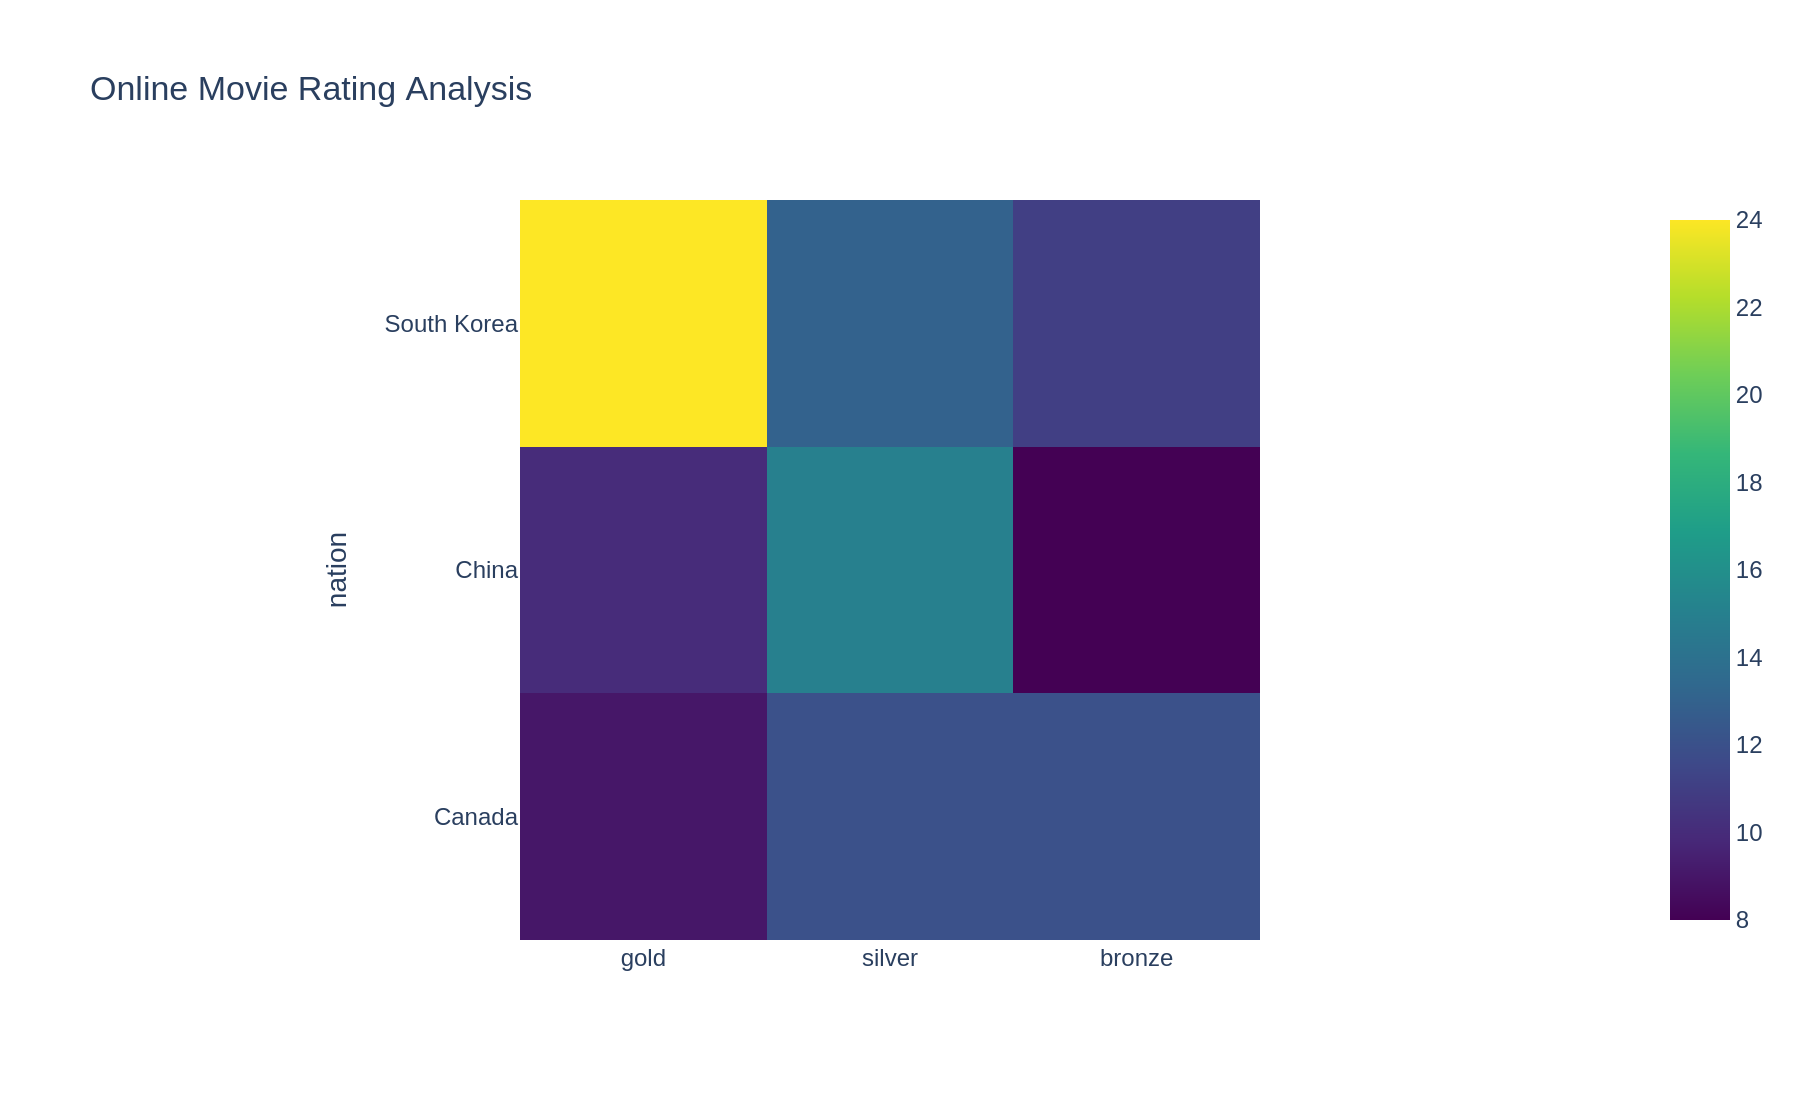 Online Movie Rating Analysis
South Korea
China
Canada
nation
gold
silver
bronze
24
22
20
18
16
14
12
10
8